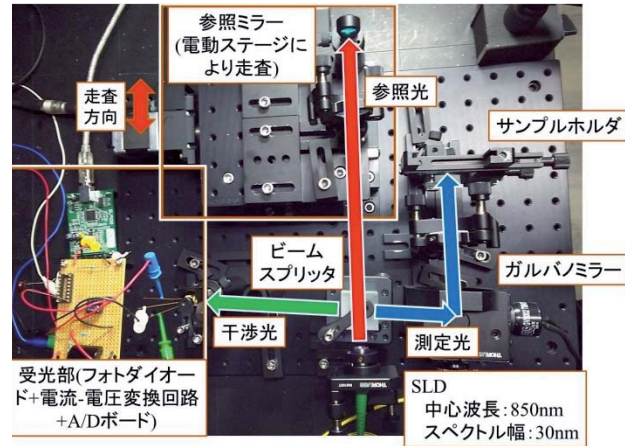 参照ミラー
(電動ステージに
より走査)
走査
方向
参照光
サンプルホルダ
ビーム
スプリッタ
ガルバノミラー
干渉光
測定光
受光部(フォトダイオー
ド+電流-電圧変換回路
+A/Dボード)
SLD
中心波長:850nm
スペクトル幅:30nm
THORLABS